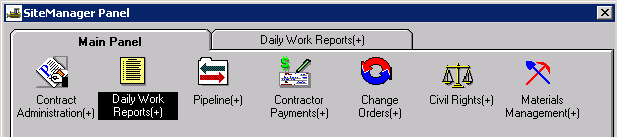 SiteManager Panel
Main Panel
Daily Work Reports(+)
Contract
Administration(+)
Daily Work
Reports(+)
Pipeline(+)
Contractor
Payments(+)
Change
Orders(+)
Civil Rights(+)
Materials
Management(+)